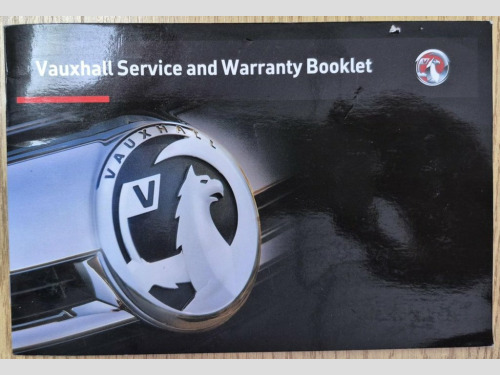 Vauxhall Service and Warranty Booklet
VAUXHALL
V